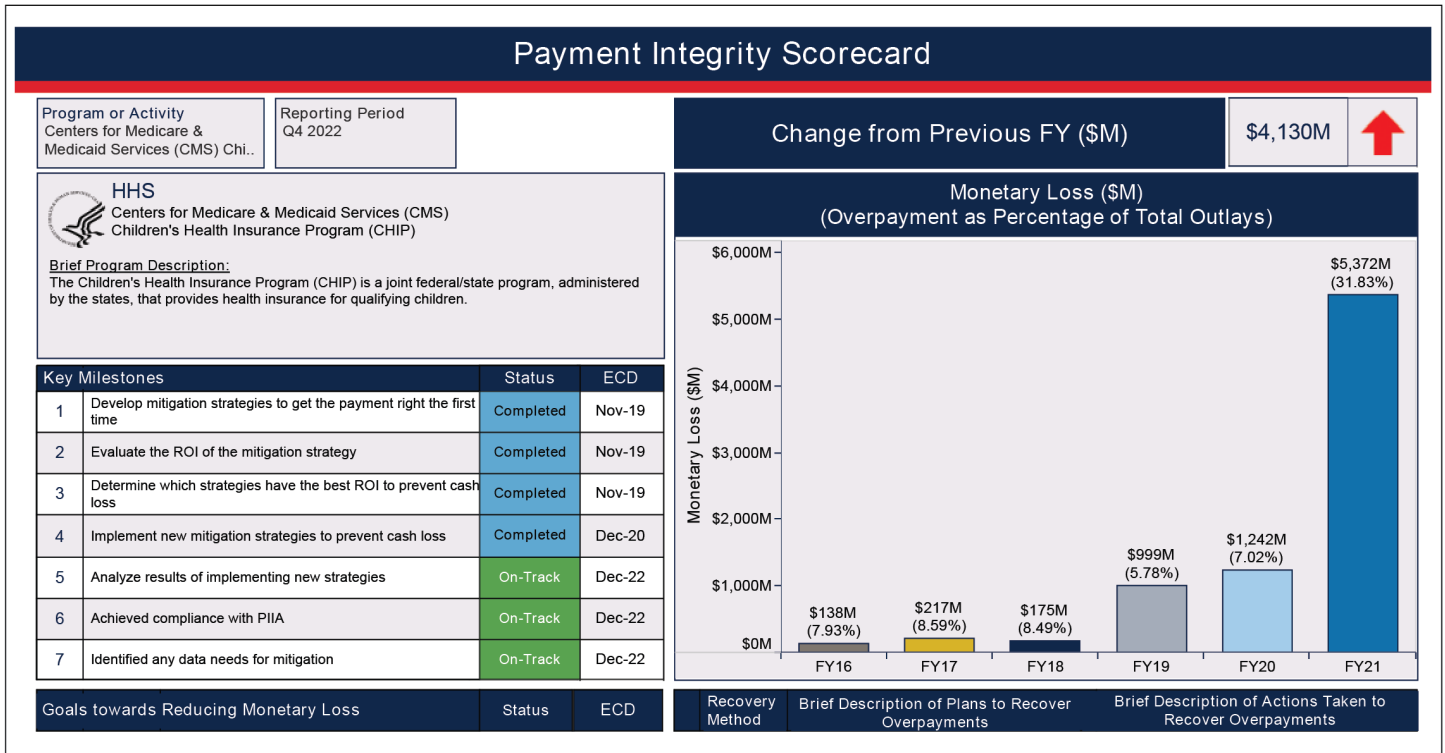 Payment Integrity Scorecard
Program or Activity
Centers for Medicare &
Medicaid Services (CMS) Chi..
Reporting Period
Q4 2022
Change from Previous FY ($M)
$4,130M
HHS
Centers for Medicare & Medicaid Services (CMS)
Children's Health Insurance Program (CHIP)
Brief Program Description:
The Children's Health Insurance Program (CHIP) is a joint federal/state program, administered
by the states, that provides health insurance for qualifying children.
Key Milestones Status ECD
1 Develop mitigation strategies to get the payment right the first
time Completed Nov-19
2 Evaluate the ROI of the mitigation strategy Completed Nov-19
3 Determine which strategies have the best ROI to prevent cash
loss Completed Nov-19
4 Implement new mitigation strategies to prevent cash loss Completed Dec-20
5 Analyze results of implementing new strategies On-Track Dec-22
6 Achieved compliance with PIIA On-Track Dec-22
7 Identified any data needs for mitigation On-Track Dec-22
Goals towards Reducing Monetary Loss Status ECD
Monetary Loss ($M)
(Overpayment as Percentage of Total Outlays)
Monetary Loss ($M)
$6,000M
$5,000M
$4,000M
$3,000M
$2,000M
$1,000M
$0M
$138M
(7.93%)
$217M
(8.59%)
$175M
(8.49%)
$999M
(5.78%)
$1,242M
(7.02%)
$5,372M
(31.83%)
FY16 FY17 FY18 FY19 FY20 FY21
Recovery
Method
Brief Description of Plans to Recover
Overpayments
Brief Description of Actions Taken to
Recover Overpayments